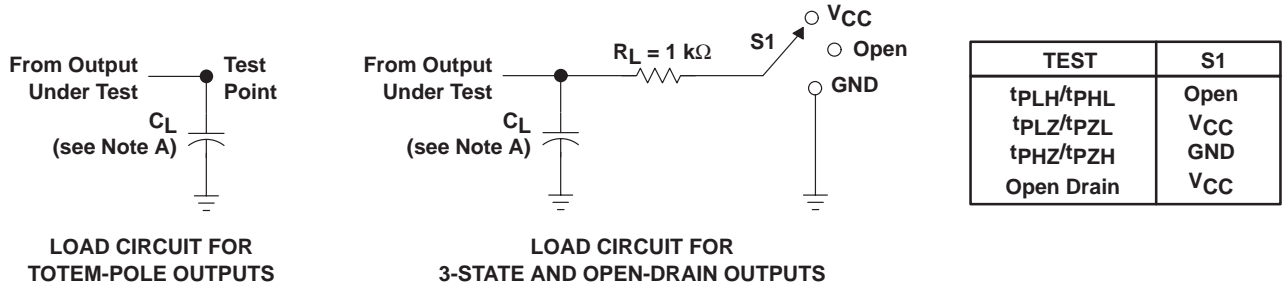 From Output
Under Test
Test
Point
CL
(see Note A)
LOAD CIRCUIT FOR
TOTEM-POLE OUTPUTS
From Output
Under Test
RL = 1 kΩ
S1
VCC
Open
GND
CL
(see Note A)
LOAD CIRCUIT FOR
3-STATE AND OPEN-DRAIN OUTPUTS
TEST S1
tPLH/tPHL Open
tPLZ/tPZL VCC
tPHZ/tPZH GND
Open Drain VCC